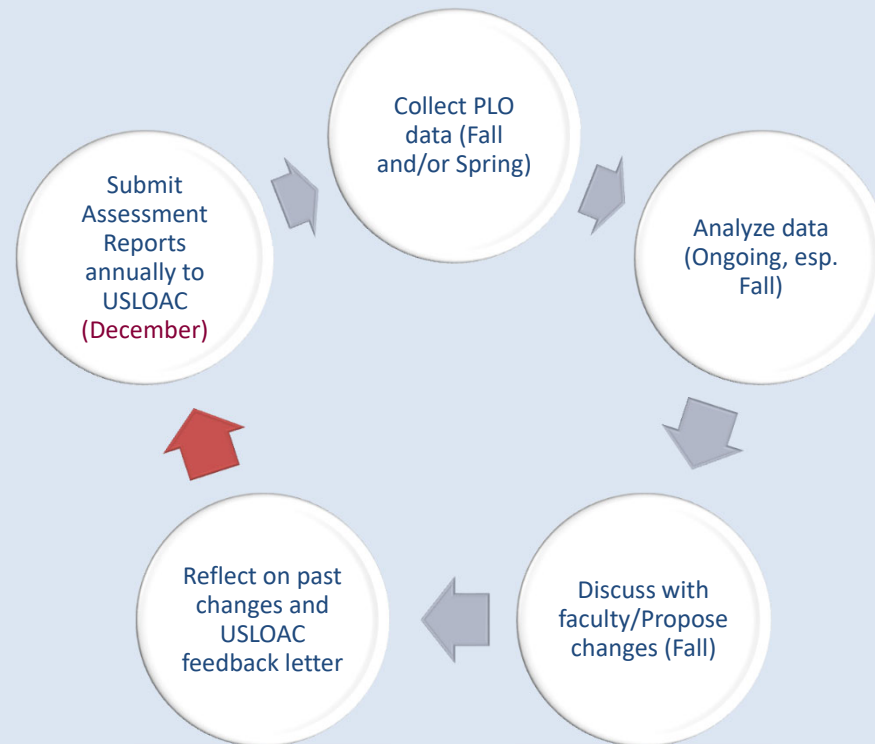 Collect PLO
data (Fall
and/or Spring)
Analyze data
(Ongoing, esp.
Fall)
Discuss with
faculty/Propose
changes (Fall)
Reflect on past
changes and
USLOAC
feedback letter
Submit
Assessment
Reports
annually to
USLOAC
(December)